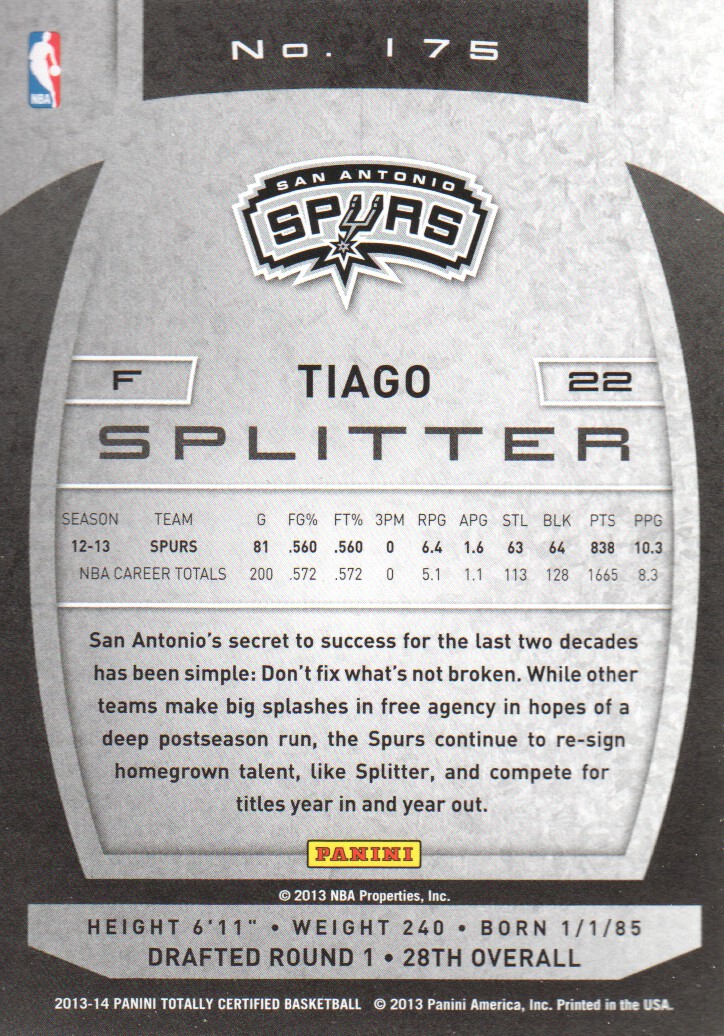 No. 175
NBA
SAN ANTONIO
SPURS
F TIAGO 22
SPLITTER
SEASON TEAM G FG% FT% 3PM RPG APG STL BLK PTS PPG
12-13 SPURS 81 .560 .560 0 6.4 1.6 63 64 838 10.3
NBA CAREER TOTALS 200 .572 .572 0 5.1 1.1 113 128 1665 8.3
San Antonio's secret to success for the last two decades
has been simple: Don't fix what's not broken. While other
teams make big splashes in free agency in hopes of a
deep postseason run, the Spurs continue to re-sign
homegrown talent, like Splitter, and compete for
titles year in and year out.
PANINI
© 2013 NBA Properties, Inc.
HEIGHT 6'11" • WEIGHT 240 • BORN 1/1/85
DRAFTED ROUND 1 • 28TH OVERALL
2013-14 PANINI TOTALLY CERTIFIED BASKETBALL © 2013 Panini America, Inc. Printed in the USA.